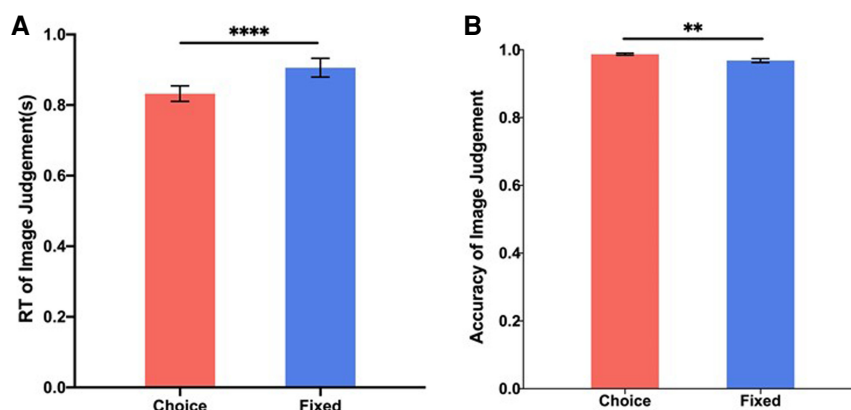 A
RT of Image Judgement(s)
1.0
0.8
0.6
0.4
0.2
0.0
****
Choice Fixed
B
Accuracy of Image Judgement
1.0
0.8
0.6
0.4
0.2
0.0
**
Choice Fixed